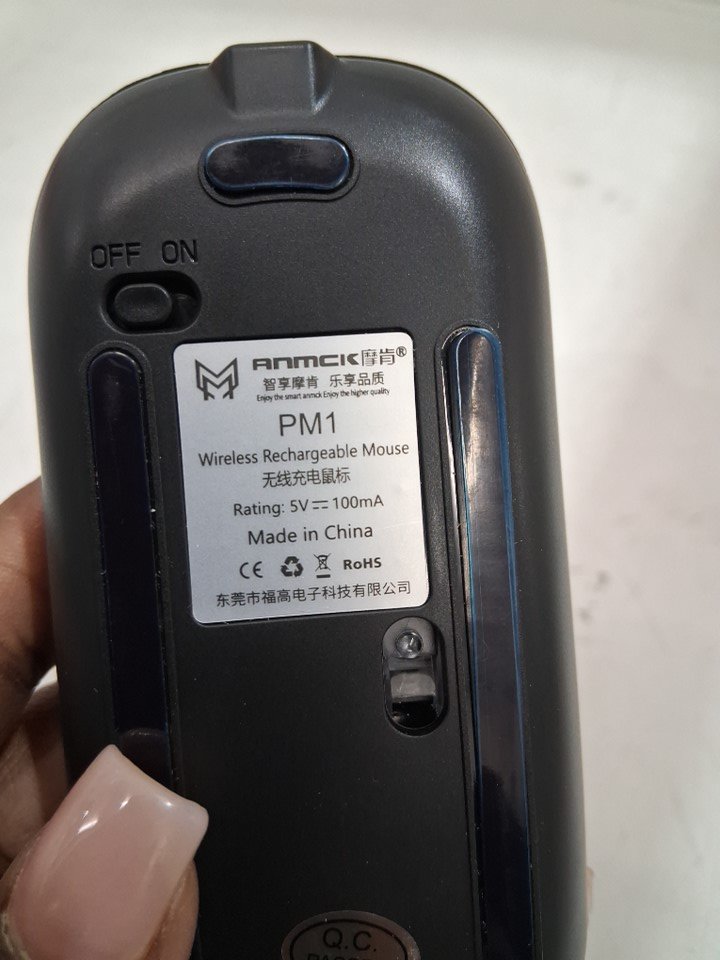 OFF ON
ANMCK摩肯®
智享摩肯 乐享品质
Enjoy the smart anmck Enjoy the higher quality
PM1
Wireless Rechargeable Mouse
无线充电鼠标
Rating: 5V⎓100mA
Made in China
CE RoHS
东莞市福高电子科技有限公司
Q.C.